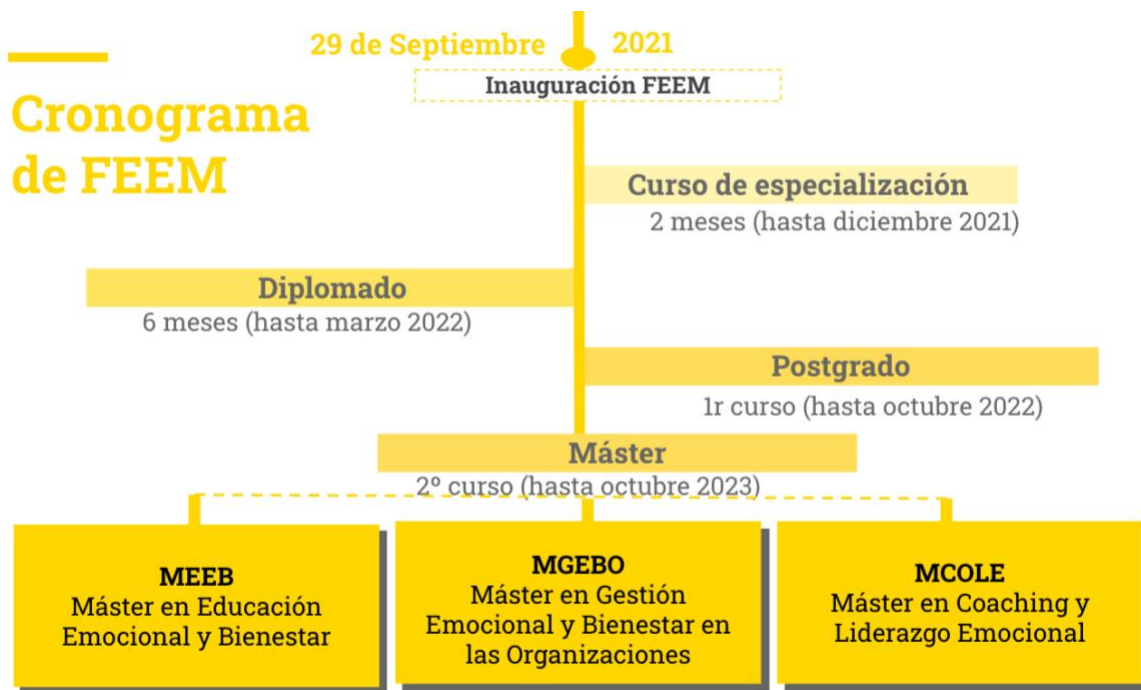 29 de Septiembre 2021
Inauguración FEEM
Cronograma
de FEEM
Curso de especialización
2 meses (hasta diciembre 2021)
Diplomado
6 meses (hasta marzo 2022)
Postgrado
1r curso (hasta octubre 2022)
Máster
2º curso (hasta octubre 2023)
MEEB
Máster en Educación
Emocional y Bienestar
MGEBO
Máster en Gestión
Emocional y Bienestar en
las Organizaciones
MCOLE
Máster en Coaching y
Liderazgo Emocional